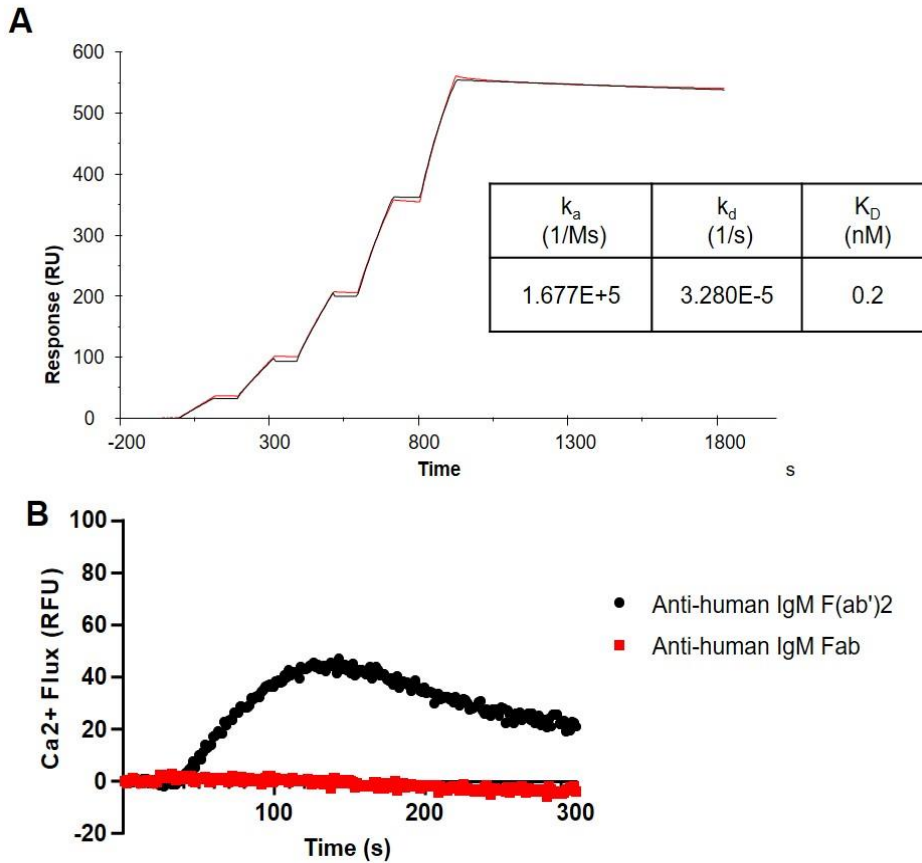 A
600
500
400
300
200
100
0
Response (RU)
-200
300
800
1300
1800
Time
s
ka
(1/Ms)
kd
(1/s)
KD
(nM)
1.677E+5
3.280E-5
0.2
B
100
80
60
40
20
0
-20
Ca2+ Flux (RFU)
100
200
300
Time (s)
Anti-human IgM F(ab')2
Anti-human IgM Fab